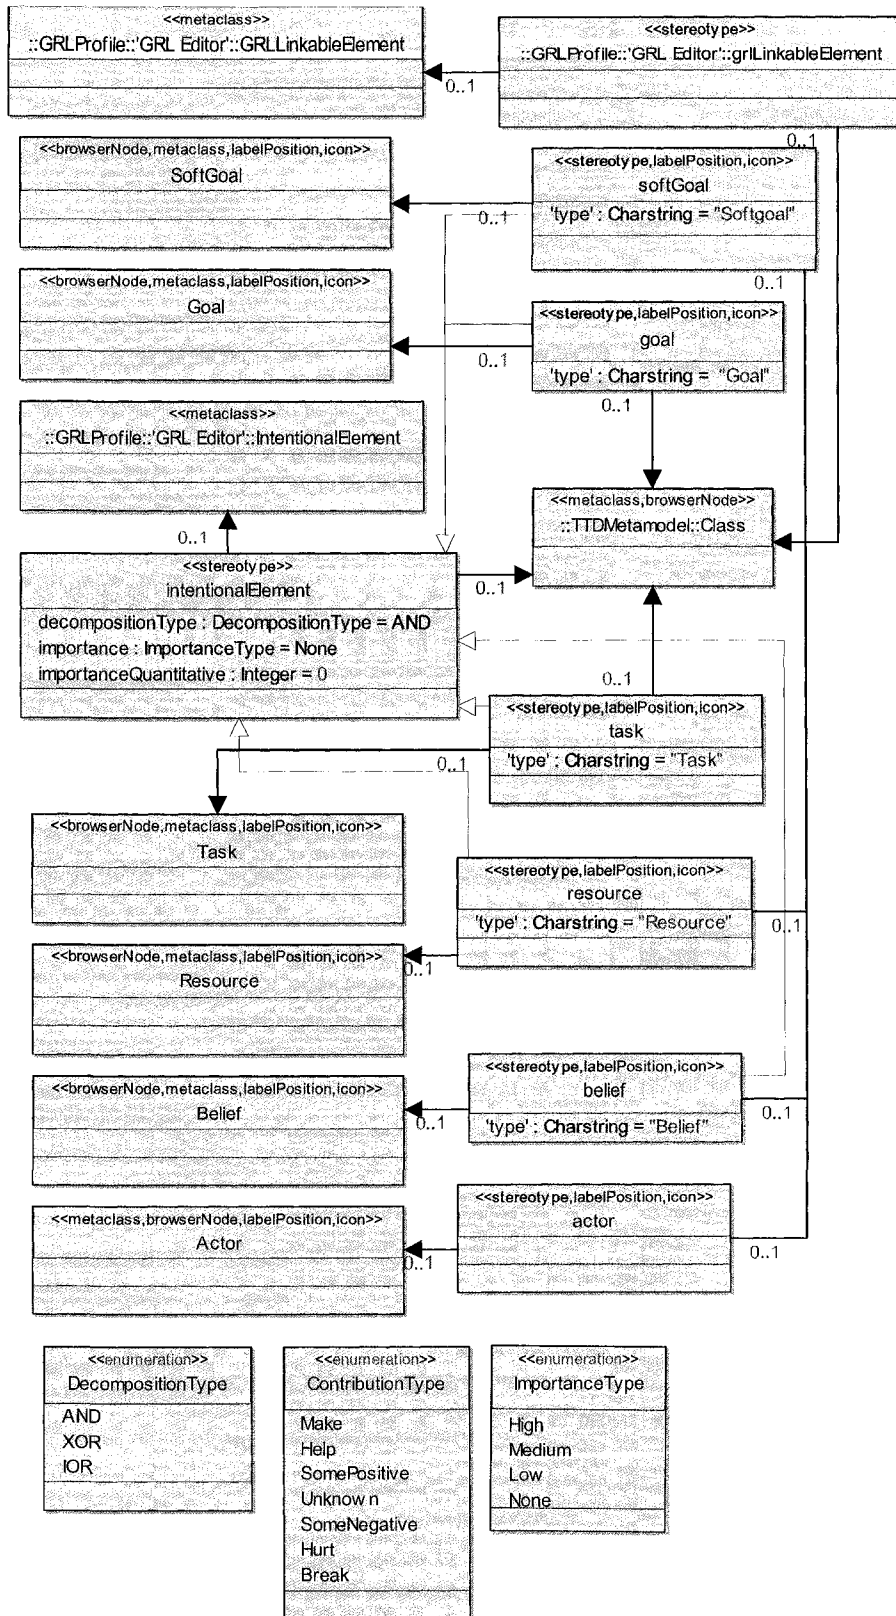 <<metaclass>>
::GRLProfile::'GRL Editor'::GRLLinkableElement
<<stereotype>>
::GRLProfile::'GRL Editor'::grlLinkableElement
0..1
0..1
<<browserNode,metaclass,labelPosition,icon>>
SoftGoal
<<stereotype,labelPosition,icon>>
softGoal
'type' : Charstring = "Softgoal"
0..1
0..1
<<browserNode,metaclass,labelPosition,icon>>
Goal
<<stereotype,labelPosition,icon>>
goal
'type' : Charstring = "Goal"
0..1
0..1
<<metaclass>>
::GRLProfile::'GRL Editor'::IntentionalElement
0..1
<<metaclass,browserNode>>
::TTDMetamodel::Class
<<stereotype>>
intentionalElement
decompositionType : DecompositionType = AND
importance : ImportanceType = None
importanceQuantitative : Integer = 0
0..1
0..1
<<stereotype,labelPosition,icon>>
task
'type' : Charstring = "Task"
0..1
<<browserNode,metaclass,labelPosition,icon>>
Task
<<stereotype,labelPosition,icon>>
resource
'type' : Charstring = "Resource"
0..1
0..1
<<browserNode,metaclass,labelPosition,icon>>
Resource
<<browserNode,metaclass,labelPosition,icon>>
Belief
<<stereotype,labelPosition,icon>>
belief
'type' : Charstring = "Belief"
0..1
0..1
<<metaclass,browserNode,labelPosition,icon>>
Actor
<<stereotype,labelPosition,icon>>
actor
0..1
0..1
<<enumeration>>
DecompositionType
AND
XOR
IOR
<<enumeration>>
ContributionType
Make
Help
SomePositive
Unknown
SomeNegative
Hurt
Break
<<enumeration>>
ImportanceType
High
Medium
Low
None